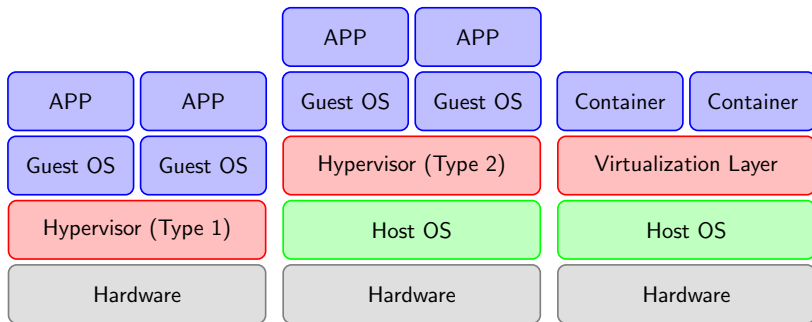 APP APP
Guest OS Guest OS
Hypervisor (Type 1)
Hardware
APP APP
Guest OS Guest OS
Hypervisor (Type 2)
Host OS
Hardware
Container Container
Virtualization Layer
Host OS
Hardware